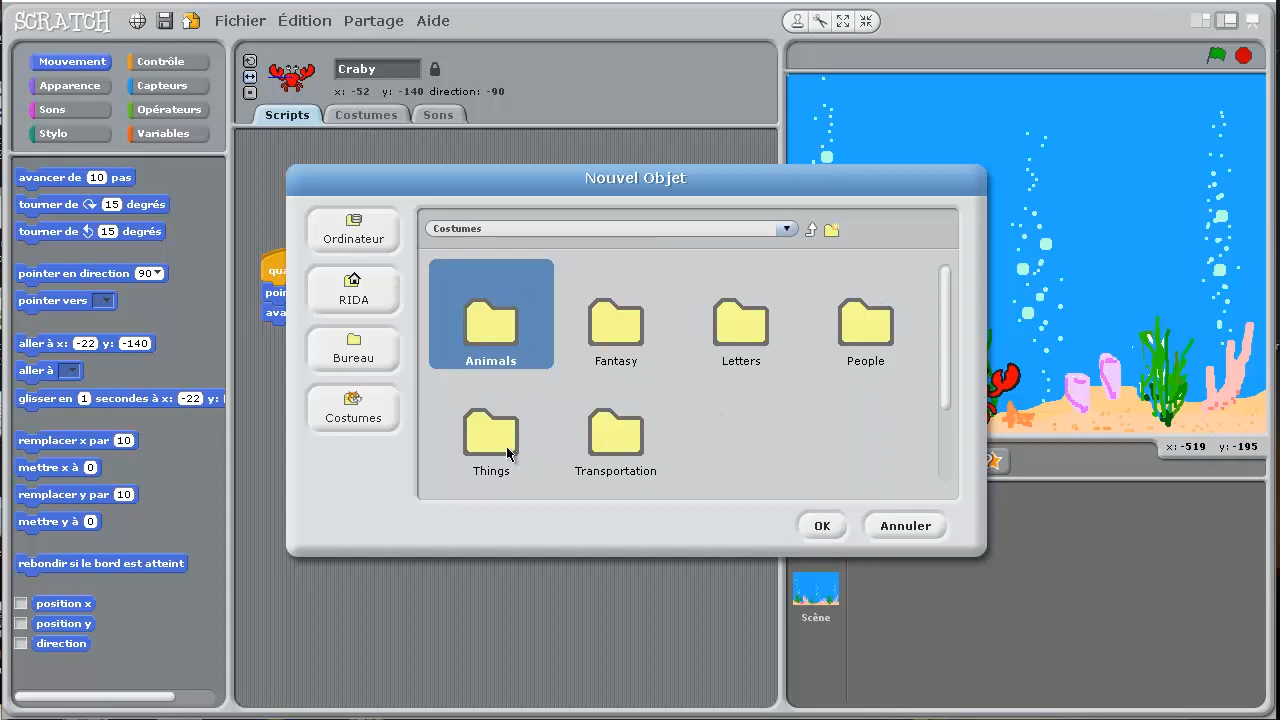 SCRATCH
Fichier Édition Partage Aide
Mouvement Contrôle
Apparence Capteurs
Sons Opérateurs
Stylo Variables
Craby
x: -52 y: -140 direction: -90
Scripts Costumes Sons
avancer de 10 pas
tourner de 15 degrés
tourner de 15 degrés
pointer en direction 90
pointer vers
aller à x: -22 y: -140
aller à
glisser en 1 secondes à x: -22 y:
remplacer x par 10
mettre x à 0
remplacer y par 10
mettre y à 0
rebondir si le bord est atteint
position x
position y
direction
Nouvel Objet
Ordinateur
RIDA
Bureau
Costumes
Costumes
Animals Fantasy Letters People
Things Transportation
OK Annuler
x: -519 y: -195
Scène